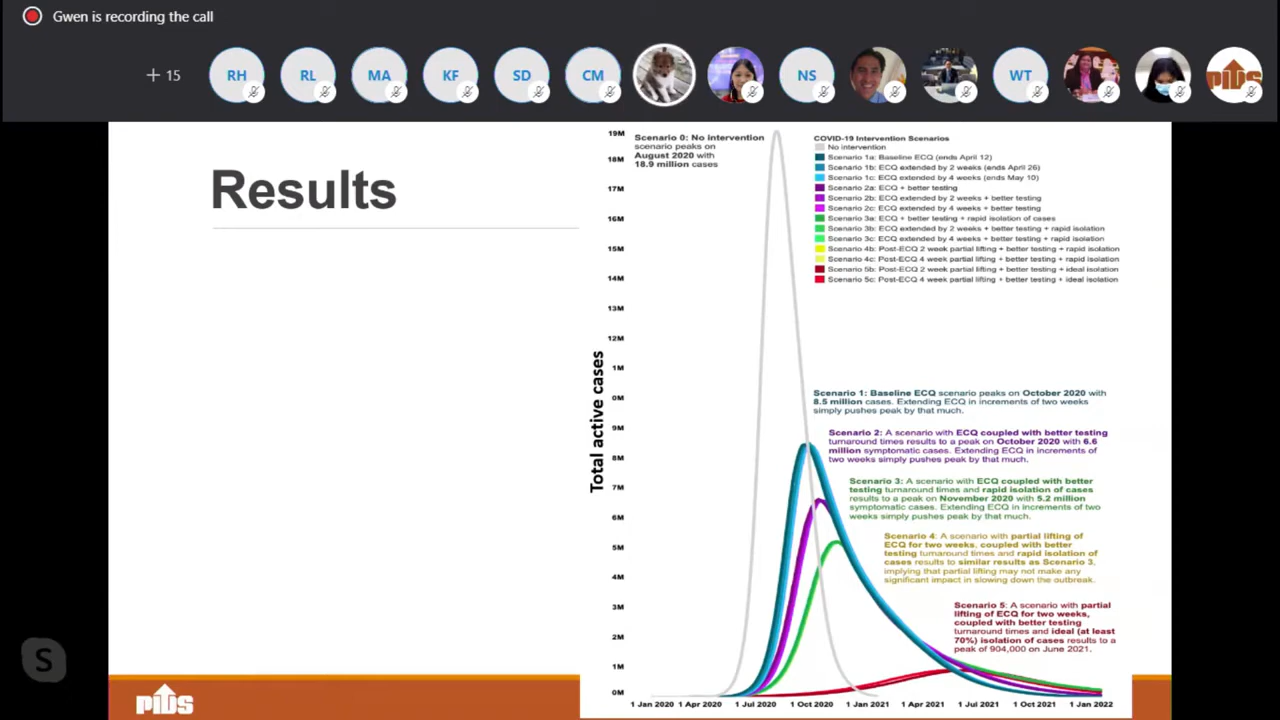 Gwen is recording the call
+ 15
RH
RL
MA
KF
SD
CM
NS
WT
PIDS
Results
Total active cases
19M
18M
17M
16M
15M
14M
13M
12M
1M
0M
9M
8M
7M
6M
5M
4M
3M
2M
1M
0M
Scenario 0: No intervention
scenario peaks on
August 2020 with
18.9 million cases
COVID-19 Intervention Scenarios
No intervention
Scenario 1a: Baseline ECQ (ends April 12)
Scenario 1b: ECQ extended by 2 weeks (ends April 26)
Scenario 1c: ECQ extended by 4 weeks (ends May 10)
Scenario 2a: ECQ + better testing
Scenario 2b: ECQ extended by 2 weeks + better testing
Scenario 2c: ECQ extended by 4 weeks + better testing
Scenario 3a: ECQ + better testing + rapid isolation of cases
Scenario 3b: ECQ extended by 2 weeks + better testing + rapid isolation
Scenario 3c: ECQ extended by 4 weeks + better testing + rapid isolation
Scenario 4b: Post-ECQ 2 week partial lifting + better testing + rapid isolation
Scenario 4c: Post-ECQ 4 week partial lifting + better testing + rapid isolation
Scenario 5b: Post-ECQ 2 week partial lifting + better testing + ideal isolation
Scenario 5c: Post-ECQ 4 week partial lifting + better testing + ideal isolation
Scenario 1: Baseline ECQ scenario peaks on October 2020 with
8.5 million cases. Extending ECQ in increments of two weeks
simply pushes peak by that much.
Scenario 2: A scenario with ECQ coupled with better testing
turnaround times results to a peak on October 2020 with 6.6
million symptomatic cases. Extending ECQ in increments of
two weeks simply pushes peak by that much.
Scenario 3: A scenario with ECQ coupled with better
testing turnaround times and rapid isolation of cases
results to a peak on November 2020 with 5.2 million
symptomatic cases. Extending ECQ in increments of two
weeks simply pushes peak by that much.
Scenario 4: A scenario with partial lifting of
ECQ for two weeks, coupled with better
testing turnaround times and rapid isolation of
cases results to similar results as Scenario 3,
implying that partial lifting may not make any
significant impact in slowing down the outbreak.
Scenario 5: A scenario with partial
lifting of ECQ for two weeks,
coupled with better testing
turnaround times and ideal (at least
70%) isolation of cases results to a
peak of 904,000 on June 2021.
1 Jan 2020 1 Apr 2020 1 Jul 2020 1 Oct 2020 1 Jan 2021 1 Apr 2021 1 Jul 2021 1 Oct 2021 1 Jan 2022
S
PIDS